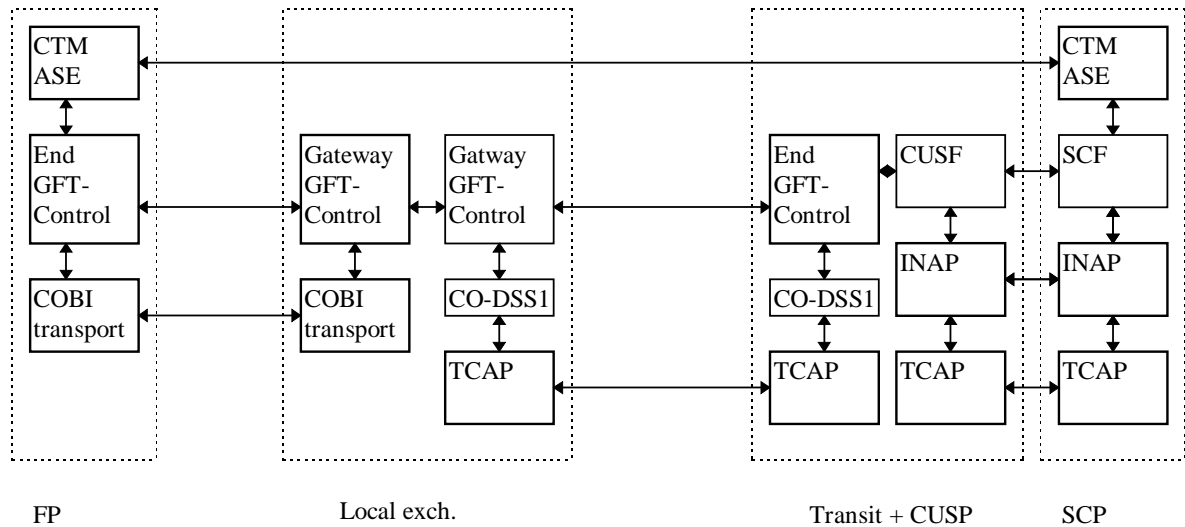 CTM
ASE
CTM
ASE
End
GFT-
Control
Gateway
GFT-
Control
Gatway
GFT-
Control
End
GFT-
Control
CUSF
SCF
COBI
transport
COBI
transport
CO-DSS1
CO-DSS1
INAP
INAP
TCAP
TCAP
TCAP
TCAP
FP
Local exch.
Transit + CUSP
SCP